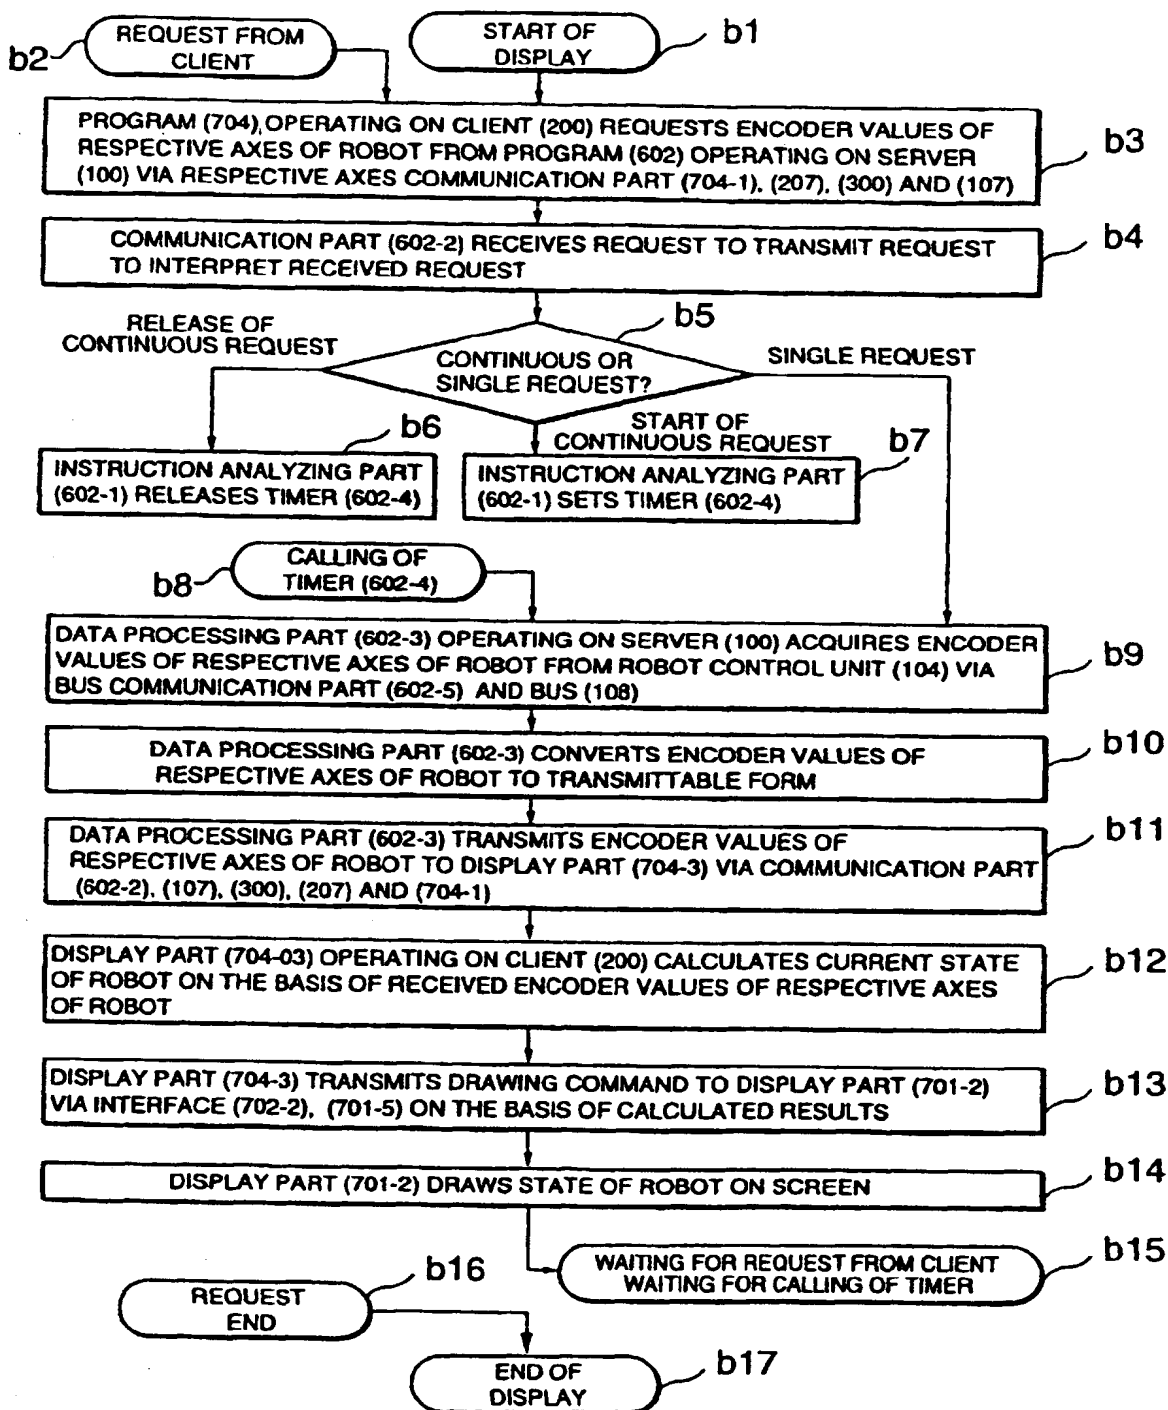 REQUEST FROM
CLIENT
b2
START OF
DISPLAY
b1
PROGRAM (704), OPERATING ON CLIENT (200) REQUESTS ENCODER VALUES OF
RESPECTIVE AXES OF ROBOT FROM PROGRAM (602) OPERATING ON SERVER
(100) VIA RESPECTIVE AXES COMMUNICATION PART (704-1), (207), (300) AND (107)
b3
COMMUNICATION PART (602-2) RECEIVES REQUEST TO TRANSMIT REQUEST
TO INTERPRET RECEIVED REQUEST
b4
b5
RELEASE OF
CONTINUOUS REQUEST
CONTINUOUS OR
SINGLE REQUEST?
SINGLE REQUEST
START OF
CONTINUOUS REQUEST
b6
INSTRUCTION ANALYZING PART
(602-1) RELEASES TIMER (602-4)
b7
INSTRUCTION ANALYZING PART
(602-1) SETS TIMER (602-4)
CALLING OF
TIMER (602-4)
b8
DATA PROCESSING PART (602-3) OPERATING ON SERVER (100) ACQUIRES ENCODER
VALUES OF RESPECTIVE AXES OF ROBOT FROM ROBOT CONTROL UNIT (104) VIA
BUS COMMUNICATION PART (602-5) AND BUS (108)
b9
DATA PROCESSING PART (602-3) CONVERTS ENCODER VALUES OF
RESPECTIVE AXES OF ROBOT TO TRANSMITTABLE FORM
b10
DATA PROCESSING PART (602-3) TRANSMITS ENCODER VALUES OF
RESPECTIVE AXES OF ROBOT TO DISPLAY PART (704-3) VIA COMMUNICATION PART
(602-2), (107), (300), (207) AND (704-1)
b11
DISPLAY PART (704-03) OPERATING ON CLIENT (200) CALCULATES CURRENT STATE
OF ROBOT ON THE BASIS OF RECEIVED ENCODER VALUES OF RESPECTIVE AXES
OF ROBOT
b12
DISPLAY PART (704-3) TRANSMITS DRAWING COMMAND TO DISPLAY PART (701-2)
VIA INTERFACE (702-2), (701-5) ON THE BASIS OF CALCULATED RESULTS
b13
DISPLAY PART (701-2) DRAWS STATE OF ROBOT ON SCREEN
b14
WAITING FOR REQUEST FROM CLIENT
WAITING FOR CALLING OF TIMER
b15
REQUEST
END
b16
END OF
DISPLAY
b17